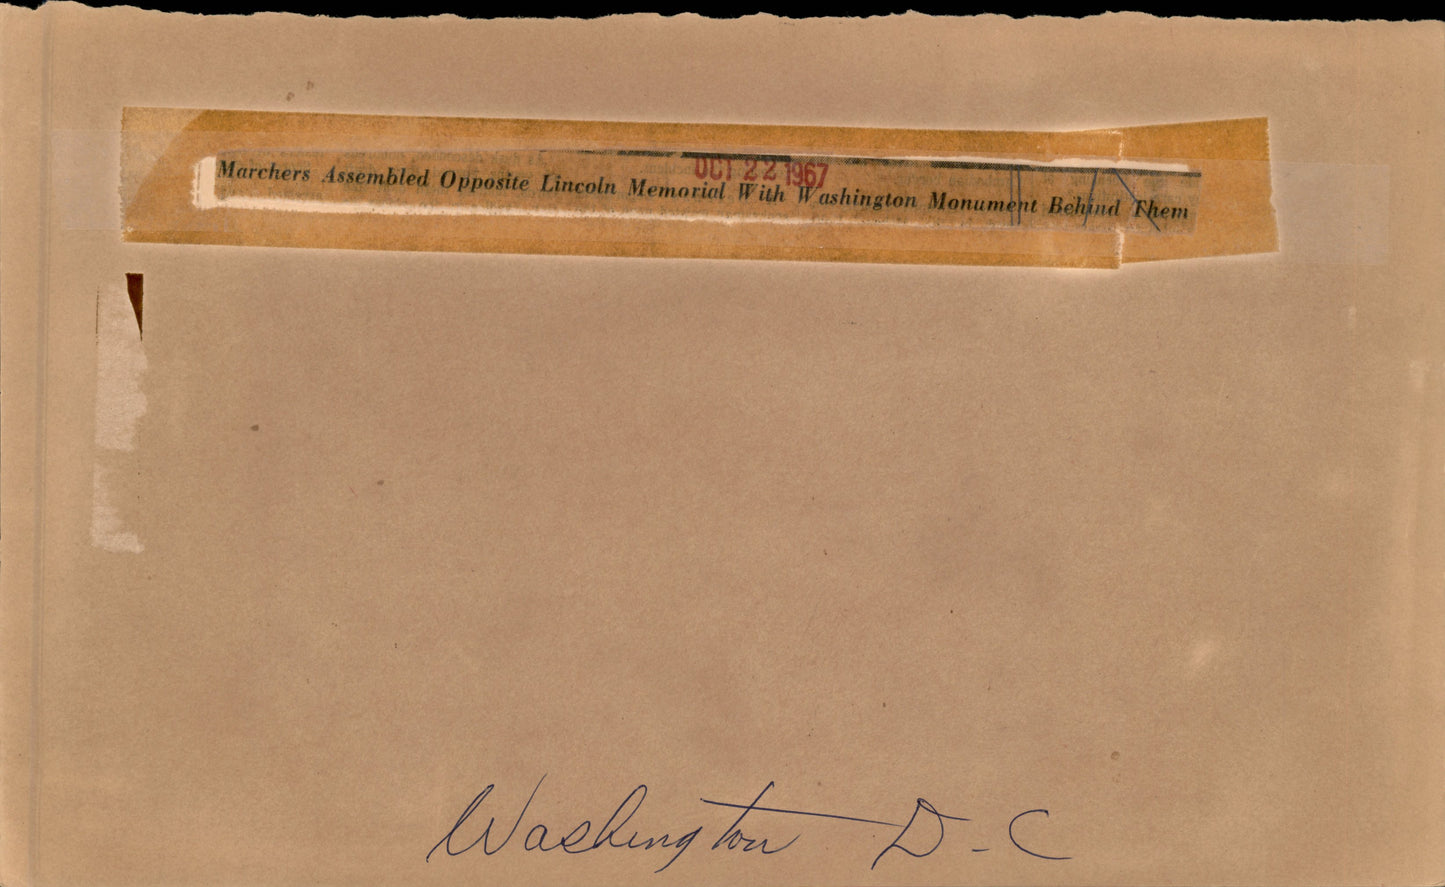 OCT 22 1967
Marchers Assembled Opposite Lincoln Memorial With Washington Monument Behind Them
Washington D-C